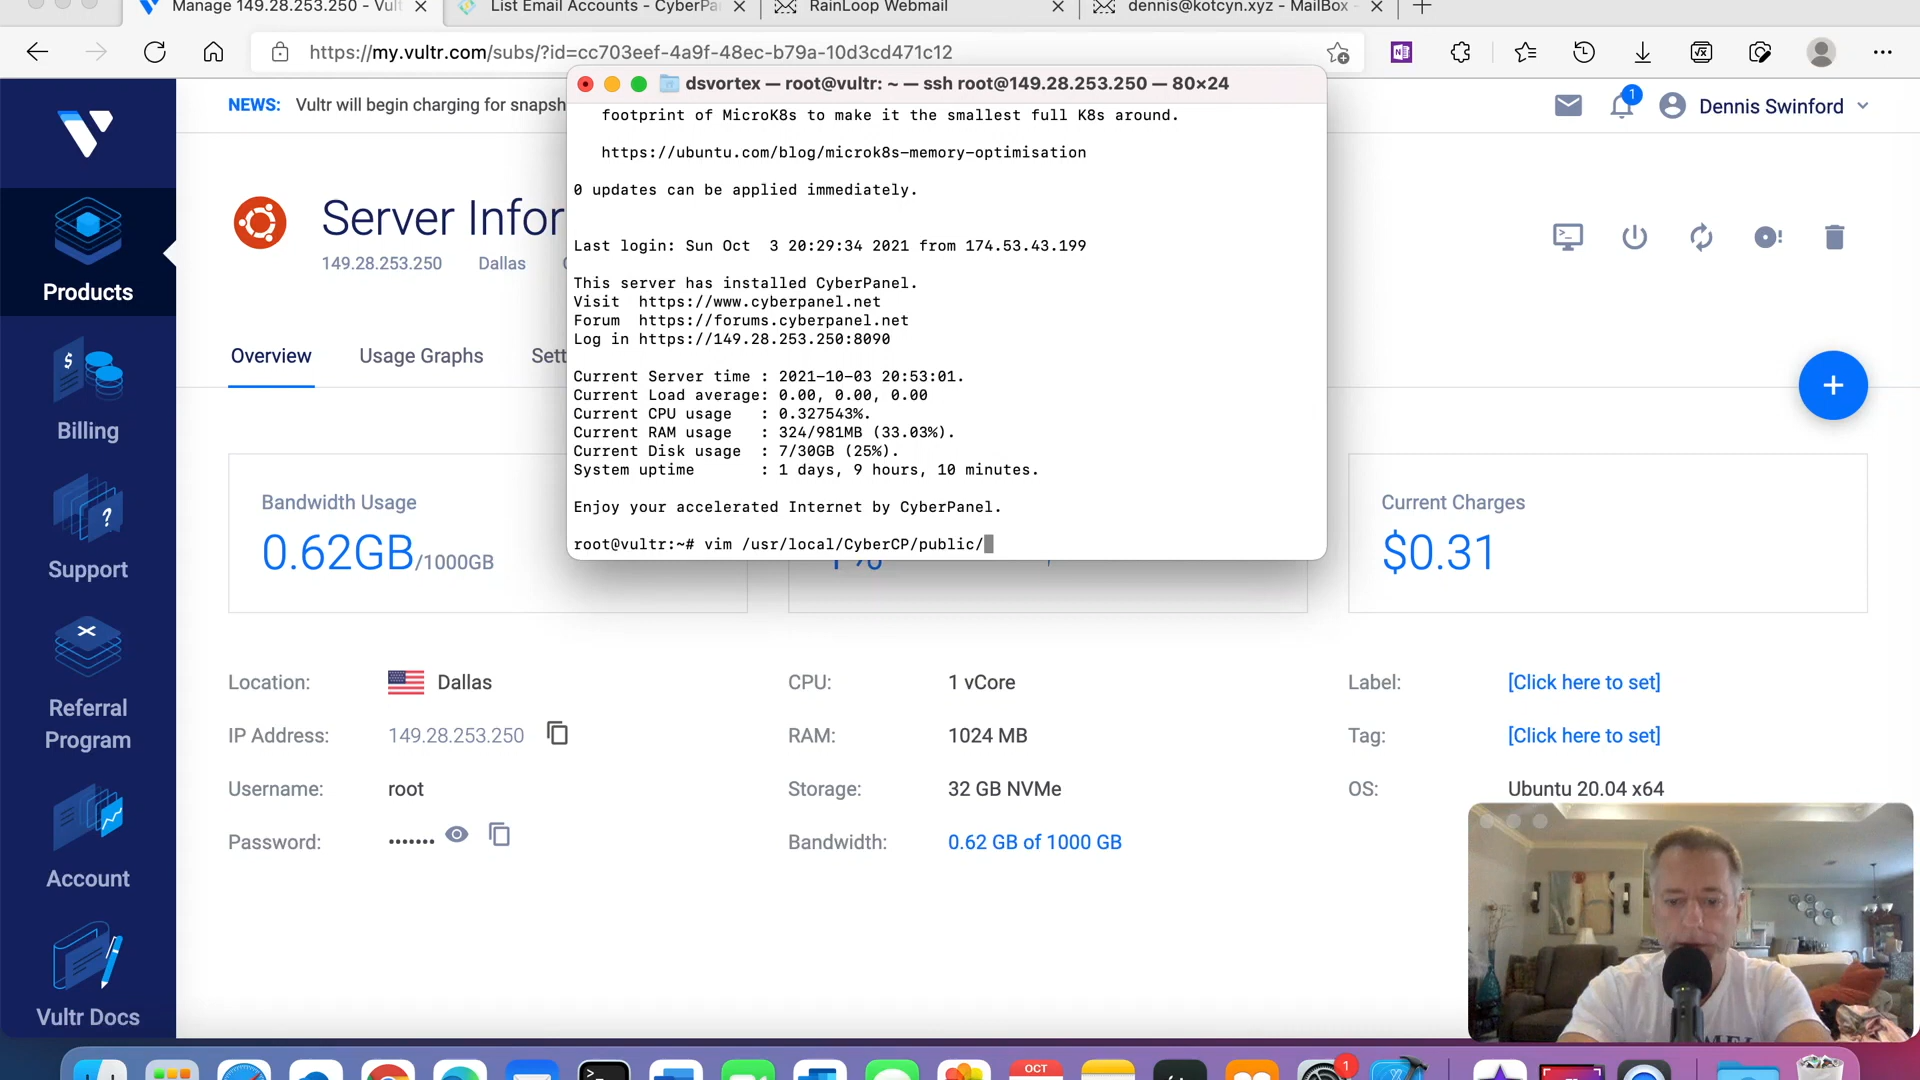 Manage 149.28.253.250 - Vult
List Email Accounts - CyberPa
RainLoop Webmail
dennis@kotcyn.xyz - MailBox -
https://my.vultr.com/subs/?id=cc703eef-4a9f-48ec-b79a-10d3cd471c12
dsvortex — root@vultr: ~ — ssh root@149.28.253.250 — 80×24
NEWS: Vultr will begin charging for snapsh
1
Dennis Swinford
footprint of MicroK8s to make it the smallest full K8s around.
https://ubuntu.com/blog/microk8s-memory-optimisation
0 updates can be applied immediately.
Last login: Sun Oct  3 20:29:34 2021 from 174.53.43.199
This server has installed CyberPanel.
Visit  https://www.cyberpanel.net
Forum  https://forums.cyberpanel.net
Log in https://149.28.253.250:8090
Current Server time : 2021-10-03 20:53:01.
Current Load average: 0.00, 0.00, 0.00
Current CPU usage   : 0.327543%.
Current RAM usage   : 324/981MB (33.03%).
Current Disk usage  : 7/30GB (25%).
System uptime       : 1 days, 9 hours, 10 minutes.
Enjoy your accelerated Internet by CyberPanel.
root@vultr:~# vim /usr/local/CyberCP/public/
Products
Billing
Support
Referral
Program
Account
Vultr Docs
Server Infor
149.28.253.250 Dallas
Overview Usage Graphs Sett
Bandwidth Usage
0.62GB/1000GB
Current Charges
$0.31
Location: Dallas
IP Address: 149.28.253.250
Username: root
Password: •••••••
CPU: 1 vCore
RAM: 1024 MB
Storage: 32 GB NVMe
Bandwidth: 0.62 GB of 1000 GB
Label: [Click here to set]
Tag: [Click here to set]
OS: Ubuntu 20.04 x64
OCT
1